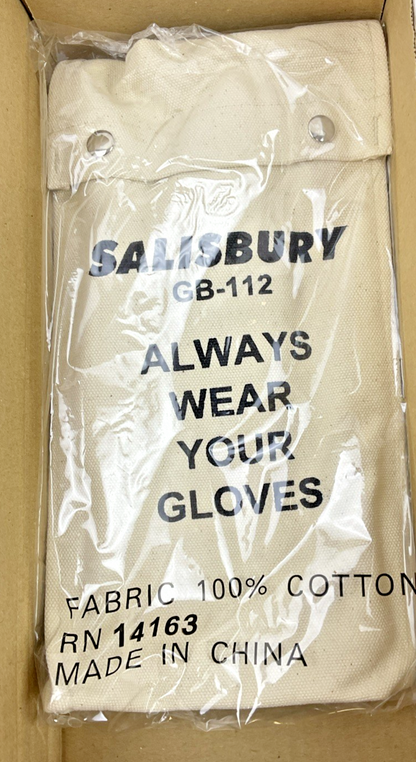 SALISBURY
GB-112
ALWAYS
WEAR
YOUR
GLOVES
FABRIC 100% COTTON
RN 14163
MADE IN CHINA